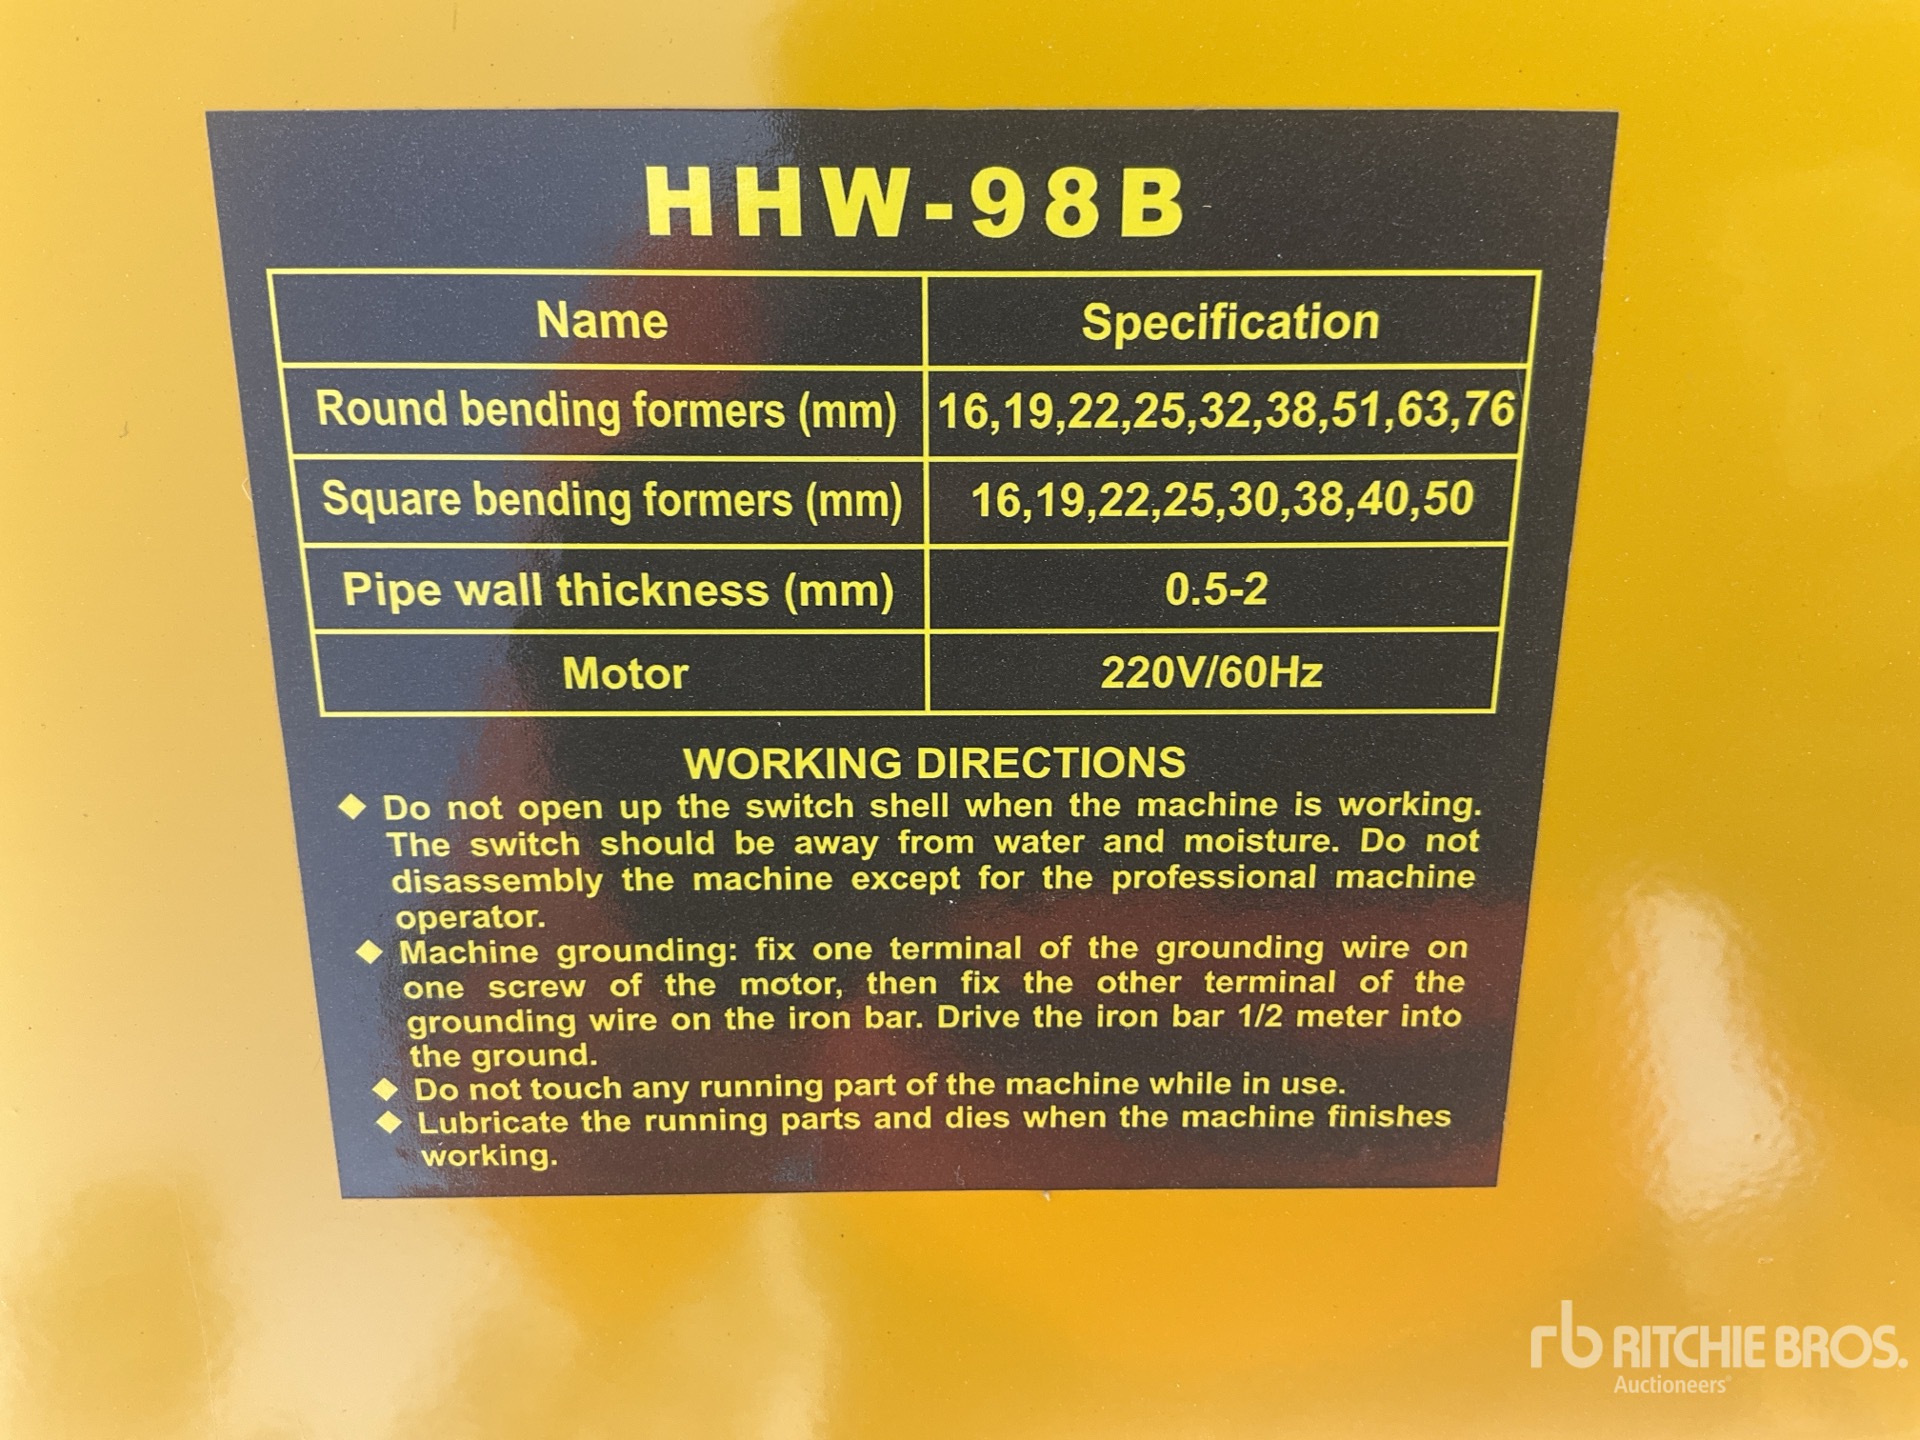 HHW-98B
Name Specification
Round bending formers (mm) 16,19,22,25,32,38,51,63,76
Square bending formers (mm) 16,19,22,25,30,38,40,50
Pipe wall thickness (mm) 0.5-2
Motor 220V/60Hz
WORKING DIRECTIONS
◆ Do not open up the switch shell when the machine is working.
The switch should be away from water and moisture. Do not
disassembly the machine except for the professional machine
operator.
◆ Machine grounding: fix one terminal of the grounding wire on
one screw of the motor, then fix the other terminal of the
grounding wire on the iron bar. Drive the iron bar 1/2 meter into
the ground.
◆ Do not touch any running part of the machine while in use.
◆ Lubricate the running parts and dies when the machine finishes
working.
rb RITCHIE BROS.
Auctioneers